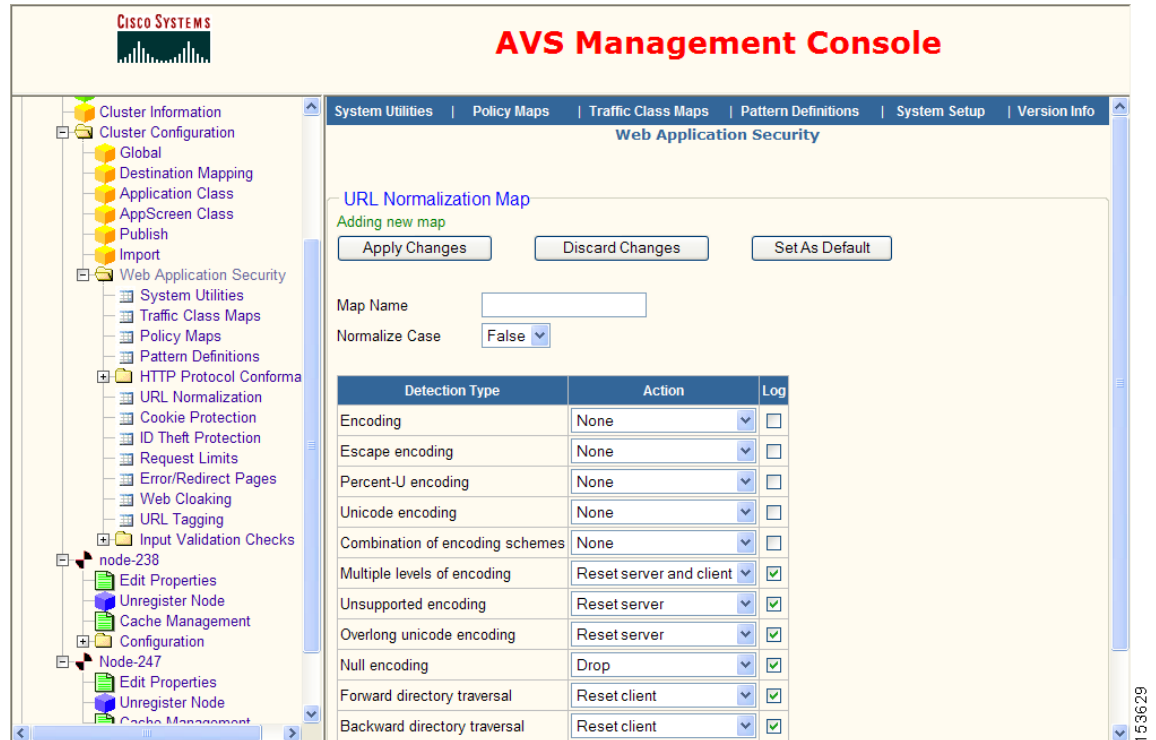 CISCO SYSTEMS
AVS Management Console
Cluster Information
Cluster Configuration
Global
Destination Mapping
Application Class
AppScreen Class
Publish
Import
Web Application Security
System Utilities
Traffic Class Maps
Policy Maps
Pattern Definitions
HTTP Protocol Conforma
URL Normalization
Cookie Protection
ID Theft Protection
Request Limits
Error/Redirect Pages
Web Cloaking
URL Tagging
Input Validation Checks
node-238
Edit Properties
Unregister Node
Cache Management
Configuration
Node-247
Edit Properties
Unregister Node
Cache Management
System Utilities | Policy Maps | Traffic Class Maps | Pattern Definitions | System Setup | Version Info
Web Application Security
URL Normalization Map
Adding new map
Apply Changes Discard Changes Set As Default
Map Name
Normalize Case False
Detection Type Action Log
Encoding None
Escape encoding None
Percent-U encoding None
Unicode encoding None
Combination of encoding schemes None
Multiple levels of encoding Reset server and client
Unsupported encoding Reset server
Overlong unicode encoding Reset server
Null encoding Drop
Forward directory traversal Reset client
Backward directory traversal Reset client
153629